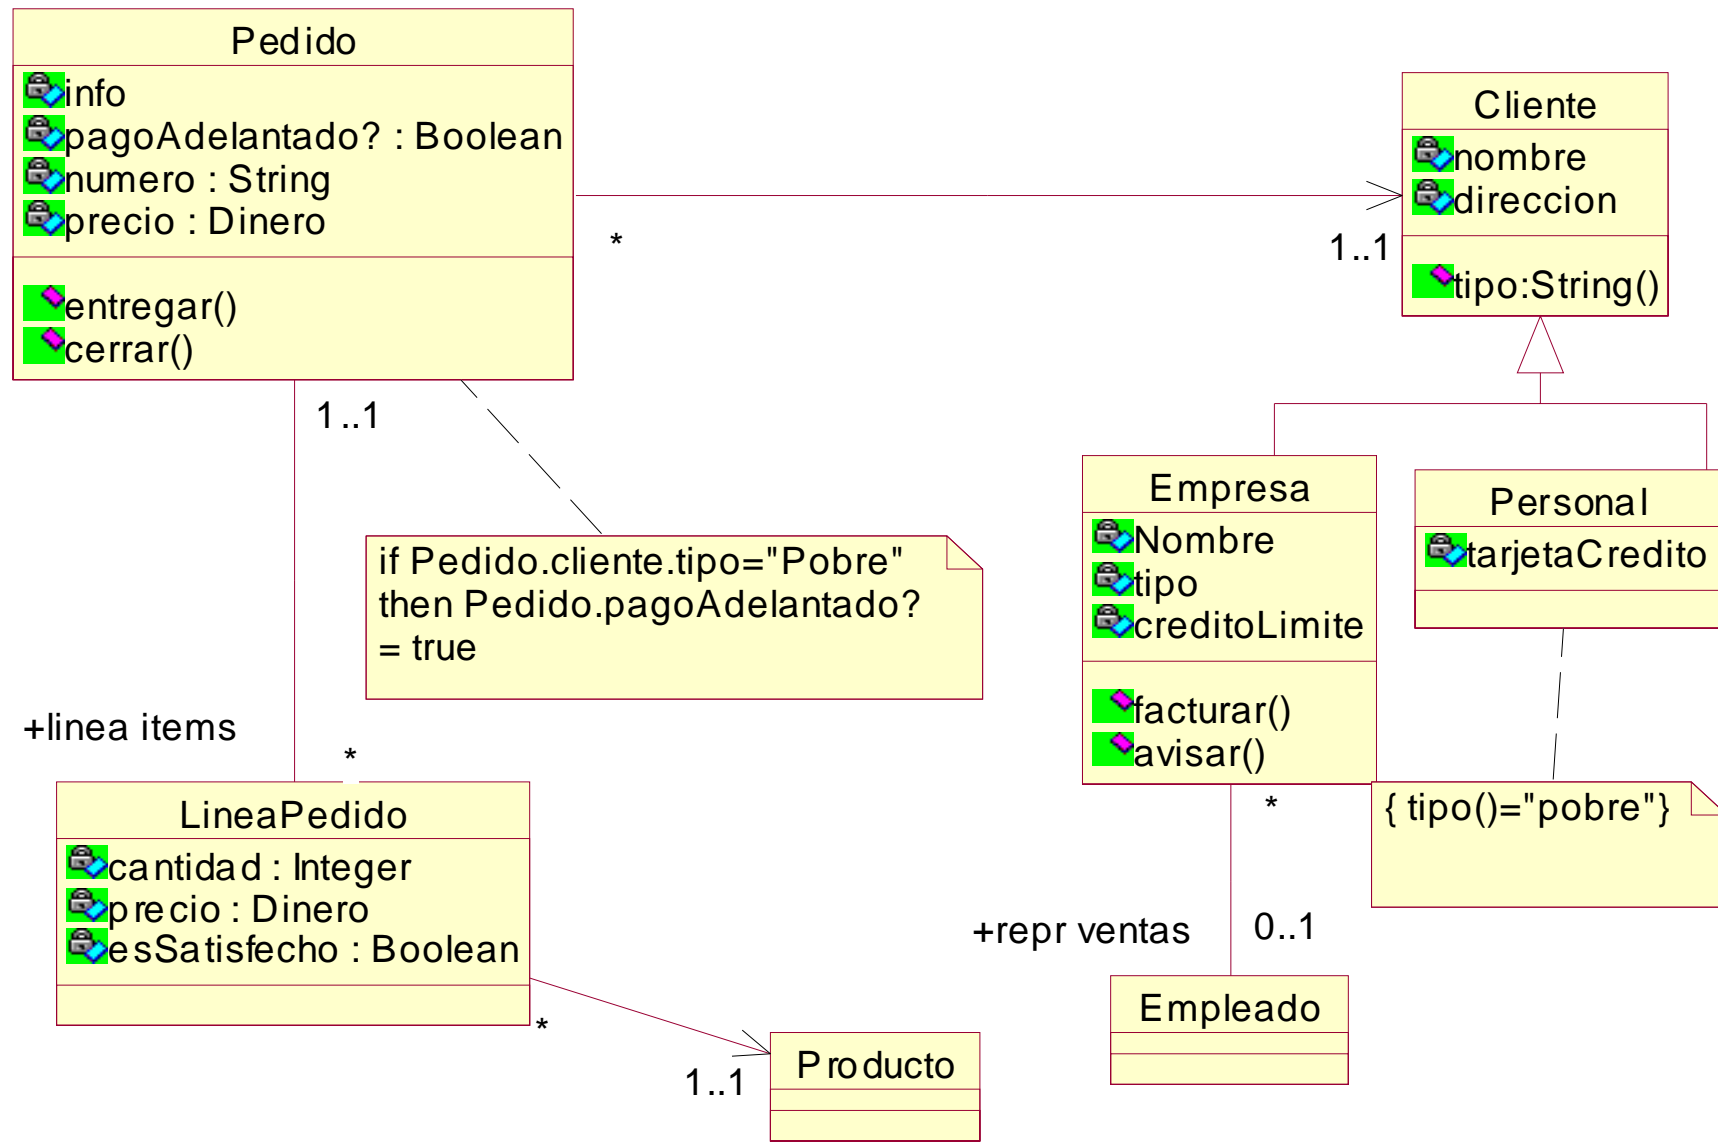 Pedido
info
pagoAdelantado? : Boolean
numero : String
precio : Dinero
entregar()
cerrar()
*
1..1
Cliente
nombre
direccion
tipo:String()
1..1
if Pedido.cliente.tipo="Pobre"
then Pedido.pagoAdelantado?
= true
Empresa
Nombre
tipo
creditoLimite
facturar()
avisar()
Personal
tarjetaCredito
{ tipo()="pobre"}
+linea items
*
LineaPedido
cantidad : Integer
precio : Dinero
esSatisfecho : Boolean
*
1..1
Producto
*
+repr ventas
0..1
Empleado